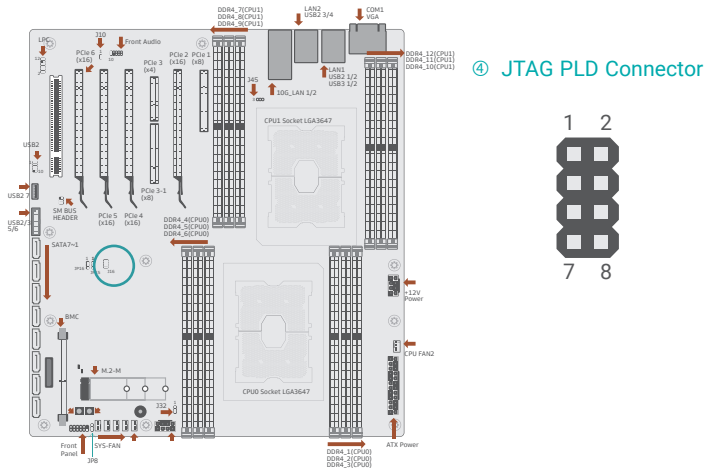 DDR4_7(CPU1)
DDR4_8(CPU1)
DDR4_9(CPU1)
LAN2
USB2 3/4
COM1
VGA
LPC
J10
Front Audio
PCIe 6
(x16)
PCIe 3
(x4)
PCIe 2
(x16)
PCIe 1
(x8)
DDR4_12(CPU1)
DDR4_11(CPU1)
DDR4_10(CPU1)
LAN1
USB2 1/2
USB3 1/2
J45
10G_LAN 1/2
CPU1 Socket LGA3647
USB2
USB2 7
SM BUS
HEADER
PCIe 3-1
(x8)
PCIe 5
(x16)
PCIe 4
(x16)
USB2/3
5/6
DDR4_4(CPU0)
DDR4_5(CPU0)
DDR4_6(CPU0)
SATA7~1
J16
+12V
Power
BMC
CPU FAN2
M.2-M
CPU0 Socket LGA3647
J32
Front
Panel
SYS-FAN
JP8
ATX Power
DDR4_1(CPU0)
DDR4_2(CPU0)
DDR4_3(CPU0)
④ JTAG PLD Connector
1 2
7 8